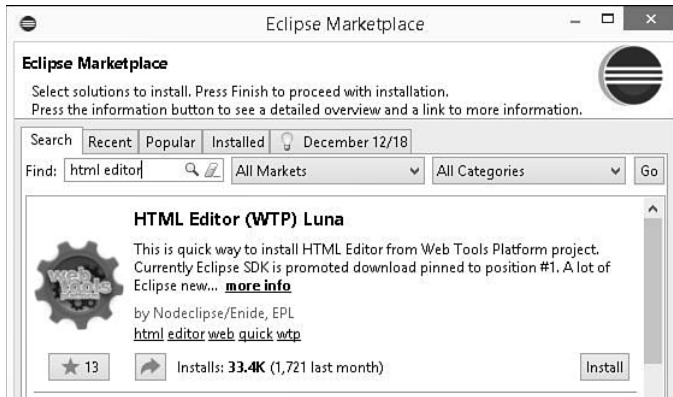 Eclipse Marketplace
Eclipse Marketplace
Select solutions to install. Press Finish to proceed with installation.
Press the information button to see a detailed overview and a link to more information.
Search Recent Popular Installed December 12/18
Find: html editor All Markets All Categories Go
HTML Editor (WTP) Luna
This is quick way to install HTML Editor from Web Tools Platform project.
Currently Eclipse SDK is promoted download pinned to position #1. A lot of
Eclipse new... more info
web
tools
by Nodeclipse/Enide, EPL
html editor web quick wtp
13 Installs: 33.4K (1,721 last month) Install